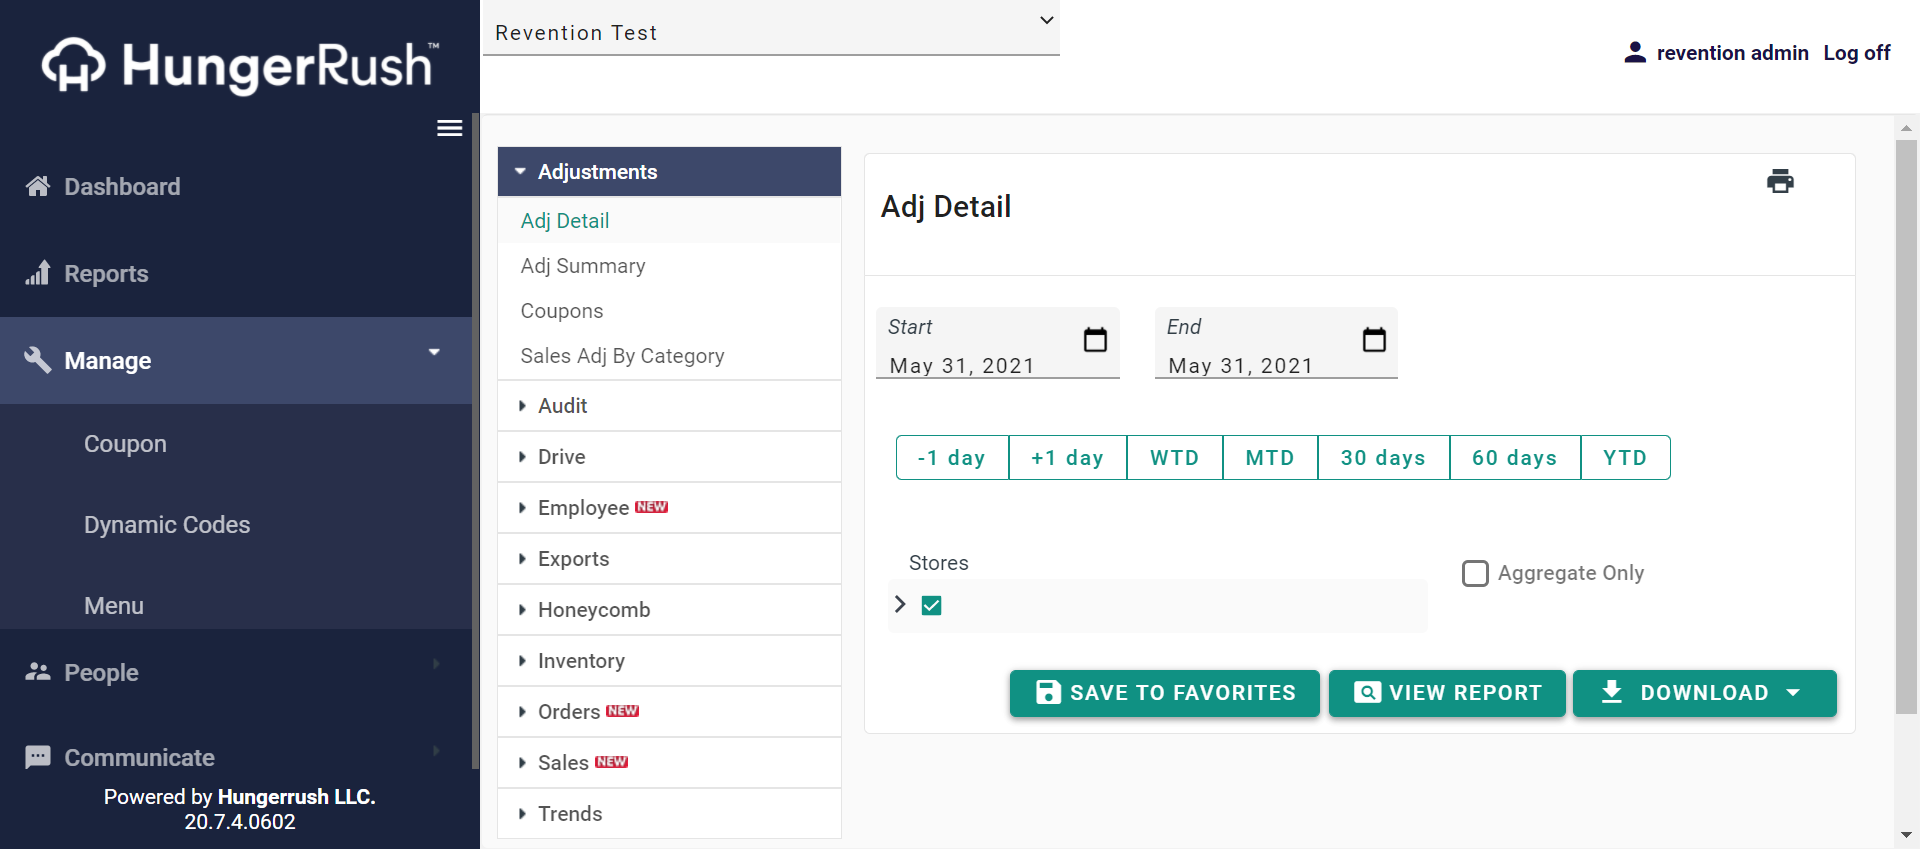 HungerRush™
Revention Test
revention admin Log off
Dashboard
Reports
Manage
Coupon
Dynamic Codes
Menu
People
Communicate
Powered by Hungerrush LLC.
20.7.4.0602
Adjustments
Adj Detail
Adj Summary
Coupons
Sales Adj By Category
Audit
Drive
Employee NEW
Exports
Honeycomb
Inventory
Orders NEW
Sales NEW
Trends
Adj Detail
Start
May 31, 2021
End
May 31, 2021
-1 day +1 day WTD MTD 30 days 60 days YTD
Stores
Aggregate Only
SAVE TO FAVORITES VIEW REPORT DOWNLOAD